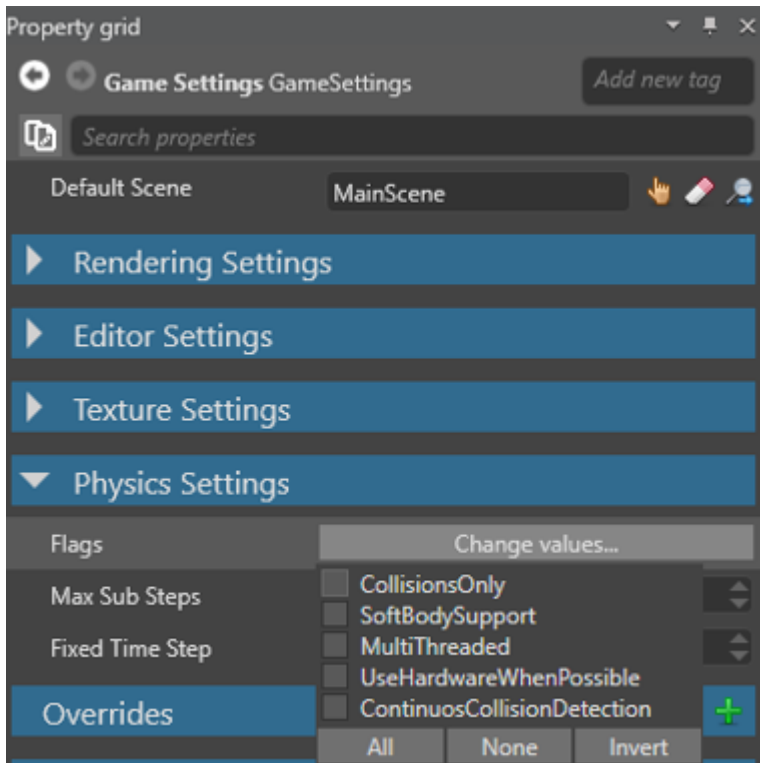 Property grid
Game Settings GameSettings
Add new tag
Search properties
Default Scene
MainScene
Rendering Settings
Editor Settings
Texture Settings
Physics Settings
Flags
Change values...
CollisionsOnly
SoftBodySupport
Max Sub Steps
MultiThreaded
Fixed Time Step
UseHardwareWhenPossible
ContinuosCollisionDetection
Overrides
All
None
Invert